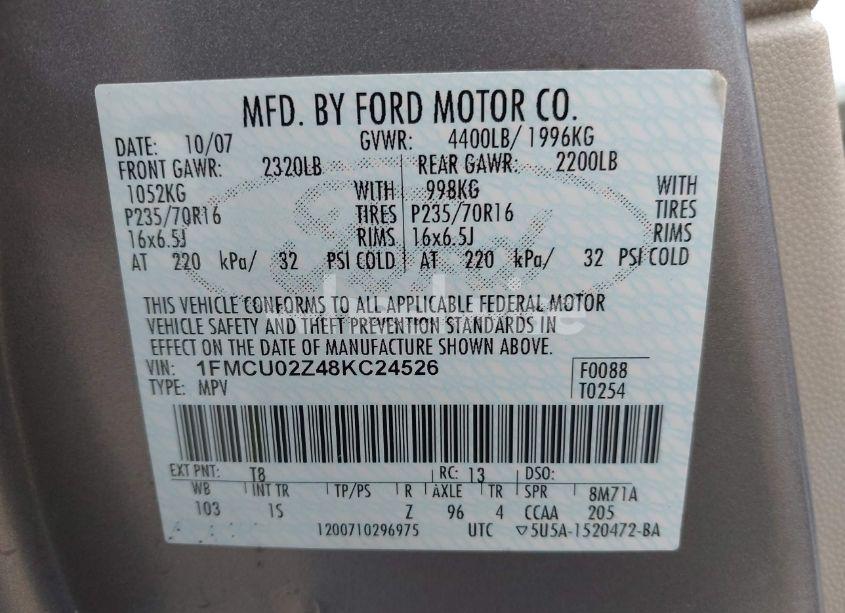 MFD. BY FORD MOTOR CO.
DATE: 10/07 GVWR: 4400LB/ 1996KG
FRONT GAWR: 2320LB REAR GAWR: 2200LB
1052KG WITH 998KG WITH
P235/70R16 TIRES P235/70R16 TIRES
16x6.5J RIMS 16x6.5J RIMS
AT 220 kPa/ 32 PSI COLD AT 220 kPa/ 32 PSI COLD
THIS VEHICLE CONFORMS TO ALL APPLICABLE FEDERAL MOTOR
VEHICLE SAFETY AND THEFT PREVENTION STANDARDS IN
EFFECT ON THE DATE OF MANUFACTURE SHOWN ABOVE.
VIN: 1FMCU02Z48KC24526 F0088
TYPE: MPV T0254
EXT PNT: T8 RC: 13 DSO:
WB INT TR TP/PS R AXLE TR SPR 8M71A
103 1S Z 96 4 CCAA 205
1200710296975 UTC ▽5U5A-1520472-BA